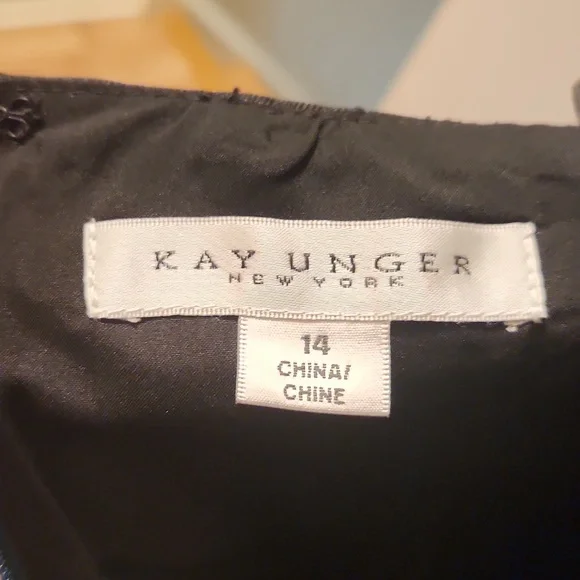 KAY UNGER
NEW YORK
14
CHINA/
CHINE